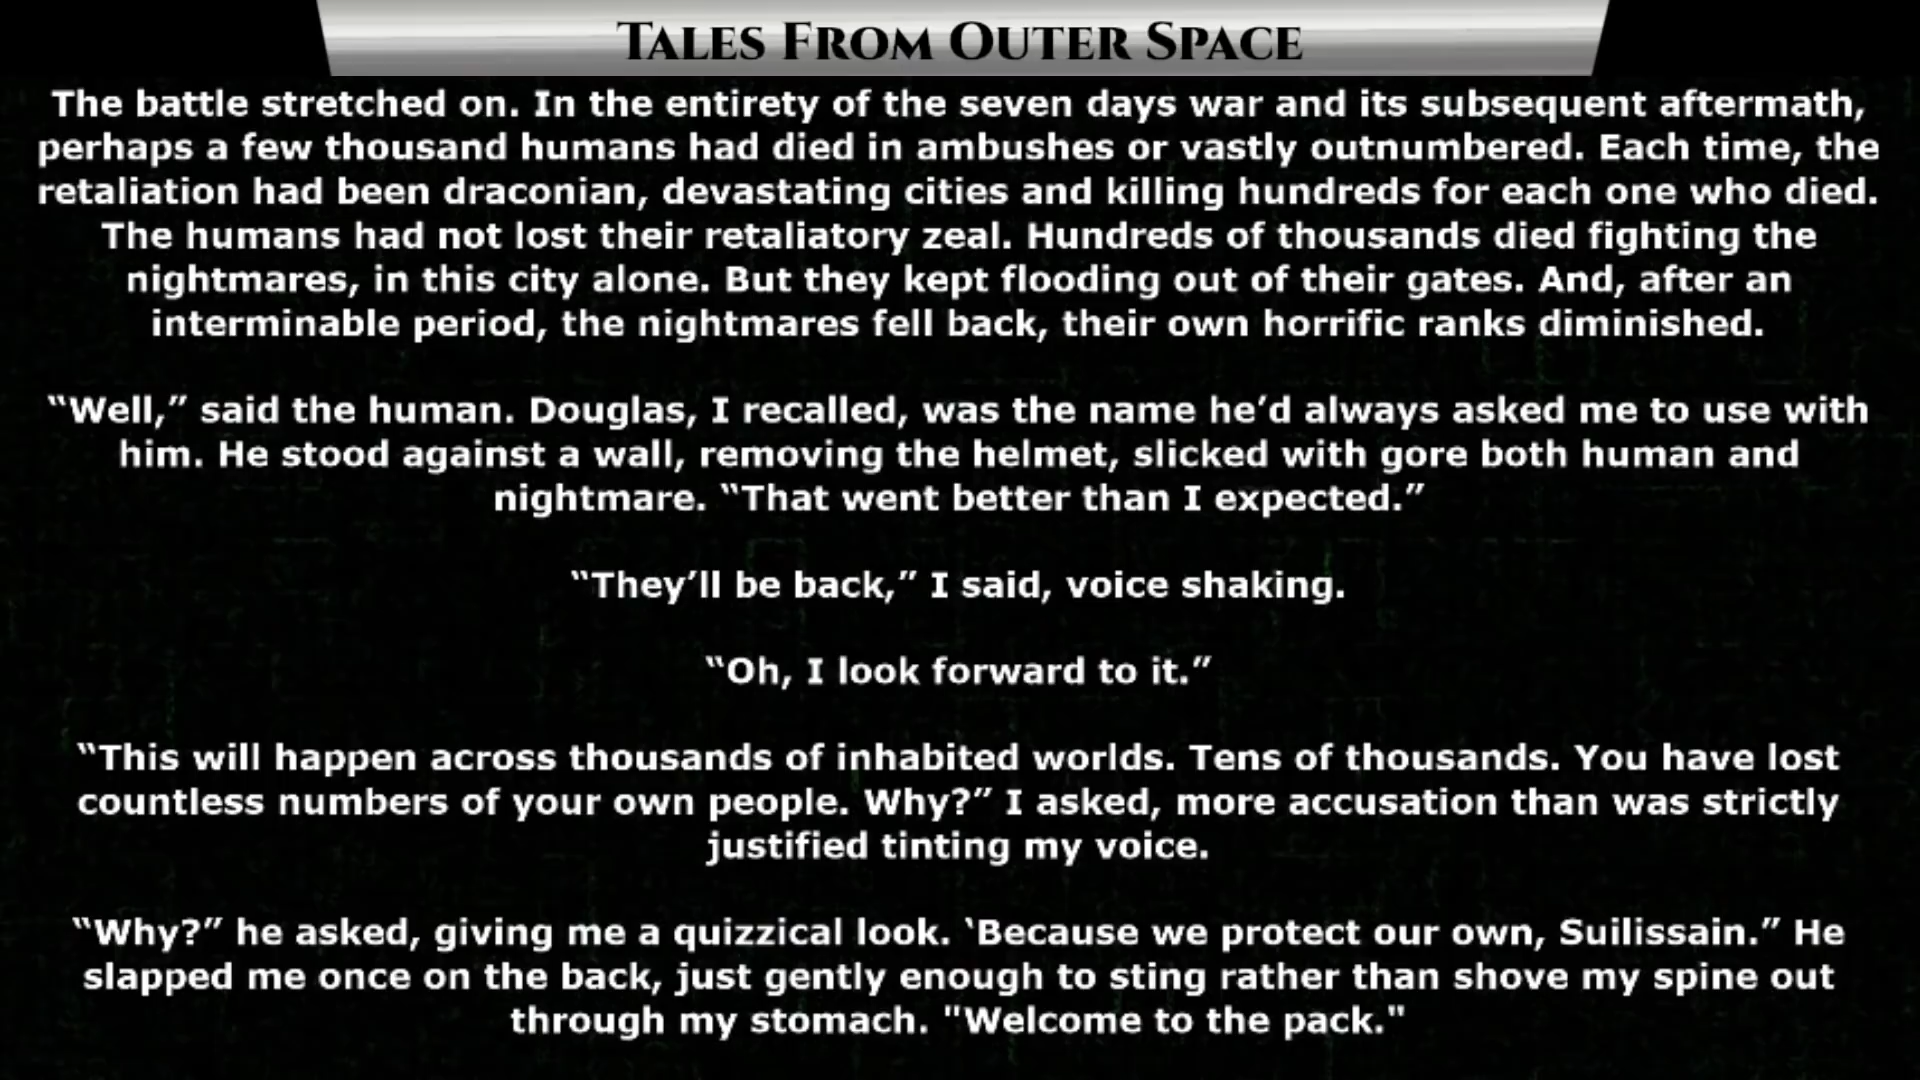 Tales From Outer Space
The battle stretched on. In the entirety of the seven days war and its subsequent aftermath,
perhaps a few thousand humans had died in ambushes or vastly outnumbered. Each time, the
retaliation had been draconian, devastating cities and killing hundreds for each one who died.
The humans had not lost their retaliatory zeal. Hundreds of thousands died fighting the
nightmares, in this city alone. But they kept flooding out of their gates. And, after an
interminable period, the nightmares fell back, their own horrific ranks diminished.
“Well,” said the human. Douglas, I recalled, was the name he’d always asked me to use with
him. He stood against a wall, removing the helmet, slicked with gore both human and
nightmare. “That went better than I expected.”
“They’ll be back,” I said, voice shaking.
“Oh, I look forward to it.”
“This will happen across thousands of inhabited worlds. Tens of thousands. You have lost
countless numbers of your own people. Why?” I asked, more accusation than was strictly
justified tinting my voice.
“Why?” he asked, giving me a quizzical look. ‘Because we protect our own, Suilissain.” He
slapped me once on the back, just gently enough to sting rather than shove my spine out
through my stomach. "Welcome to the pack."